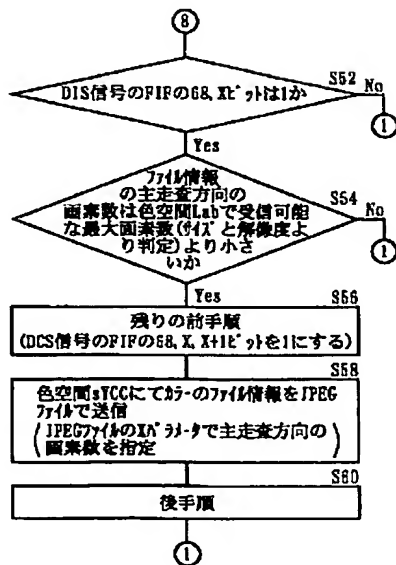 8
S52
DIS信号のFIFの68, Xビットは1か
No
1
Yes
S54
ファイル情報
の主走査方向の
画素数は色空間Labで受信可能
な最大画素数(サイズと解像度よ
り判定)より小さ
いか
No
1
Yes
S56
残りの前手順
(DCS信号のFIFの68, X, X+1ビットを1にする)
S58
色空間sYCCにてカラーのファイル情報をJPEG
ファイルで送信
(JPEGファイルのXパラメータで主走査方向の
画素数を指定)
S60
後手順
1